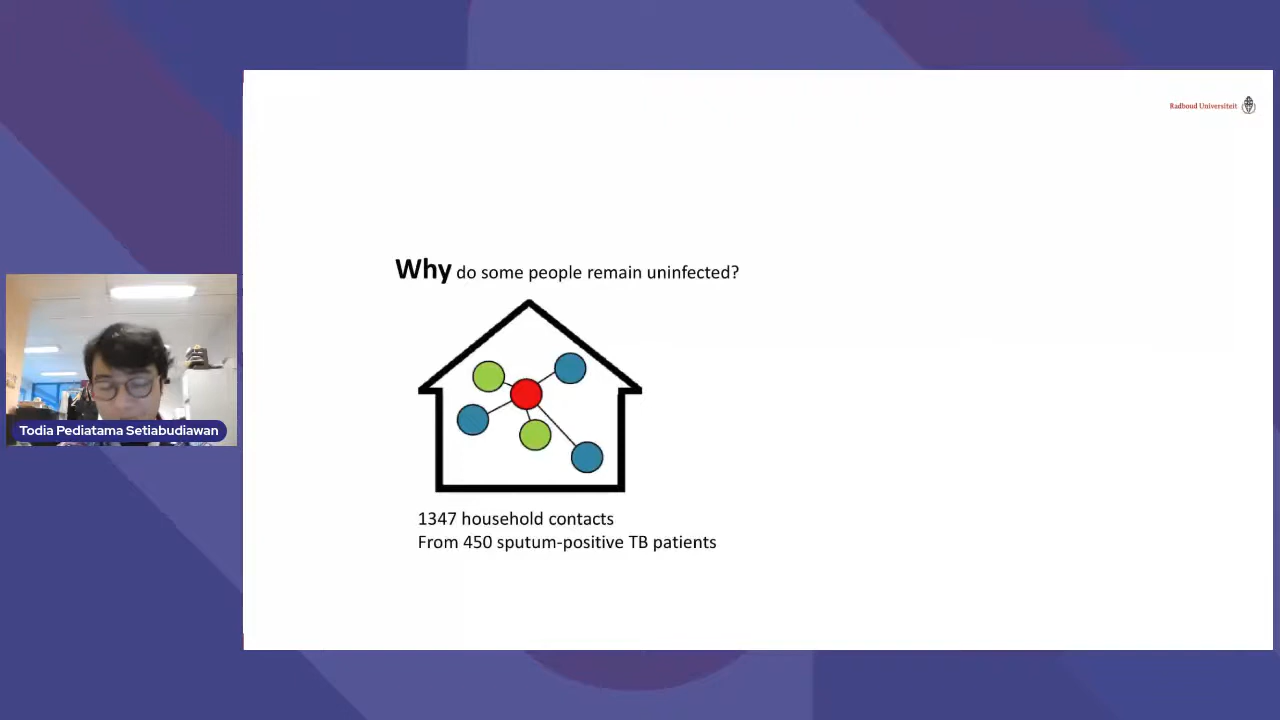 Radboud Universiteit
Why do some people remain uninfected?
Todia Pediatama Setiabudiawan
1347 household contacts
From 450 sputum-positive TB patients